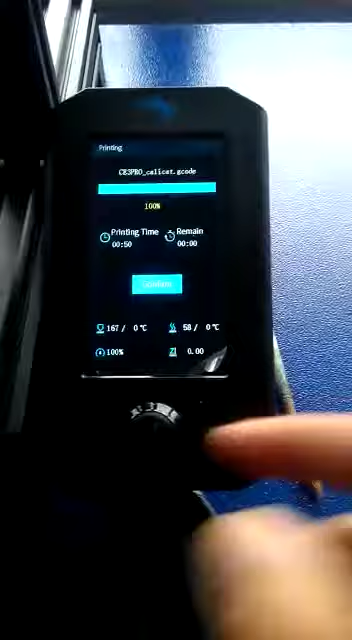 Printing
CE3PRO_calicat.gcode
100%
Printing Time
00:50
Remain
00:00
Confirm
167 / 0 ℃
58 / 0 ℃
100%
0.00